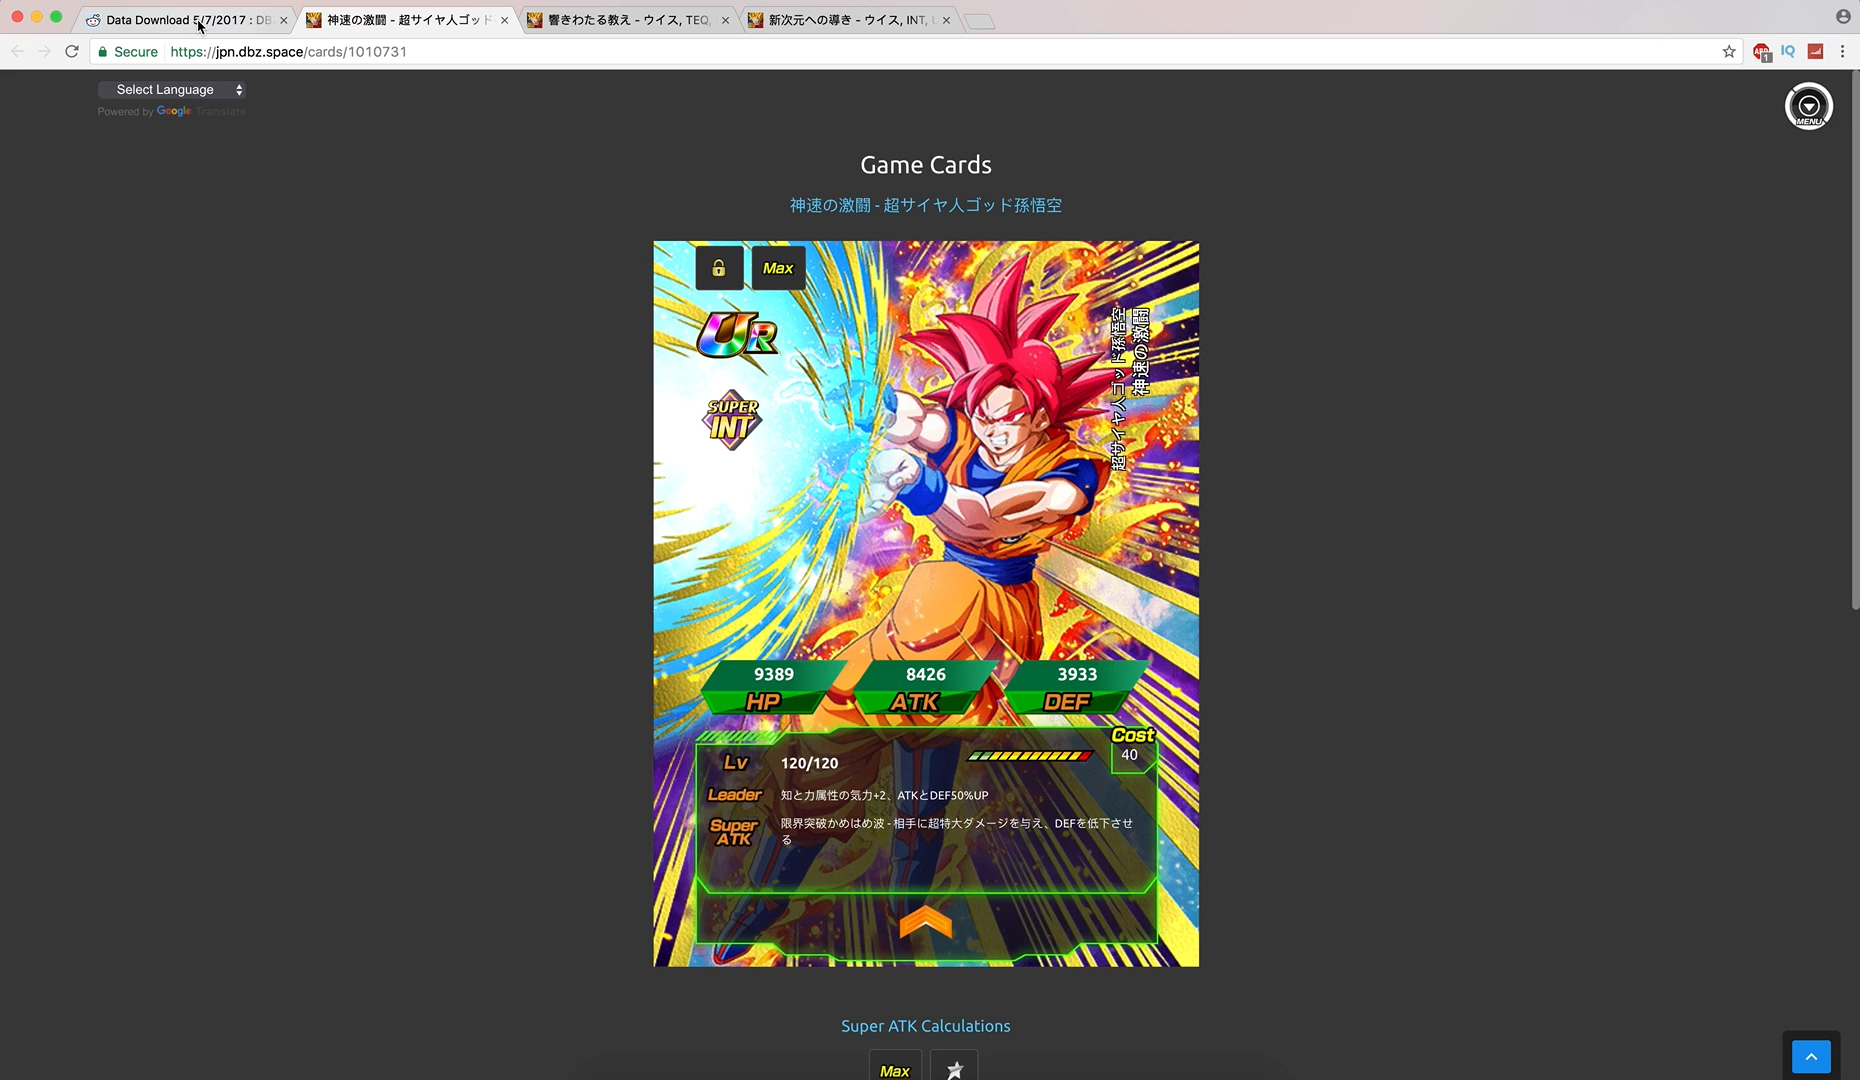 Data Download 5/7/2017 : DB
神速の激闘 - 超サイヤ人ゴッド
響きわたる教え - ウイス, TEQ,
新次元への導き - ウイス, INT,
Secure
https://jpn.dbz.space/cards/1010731
ABP
1
IQ
Select Language
Powered by Google Translate
MENU
Game Cards
神速の激闘 - 超サイヤ人ゴッド孫悟空
Max
UR
SUPER
INT
神速の激闘
超サイヤ人ゴッド孫悟空
9389
8426
3933
HP
ATK
DEF
Cost
40
Lv
120/120
Leader
知と力属性の気力+2、ATKとDEF50%UP
Super
ATK
限界突破かめはめ波 - 相手に超特大ダメージを与え、DEFを低下させ
る
Super ATK Calculations
Max